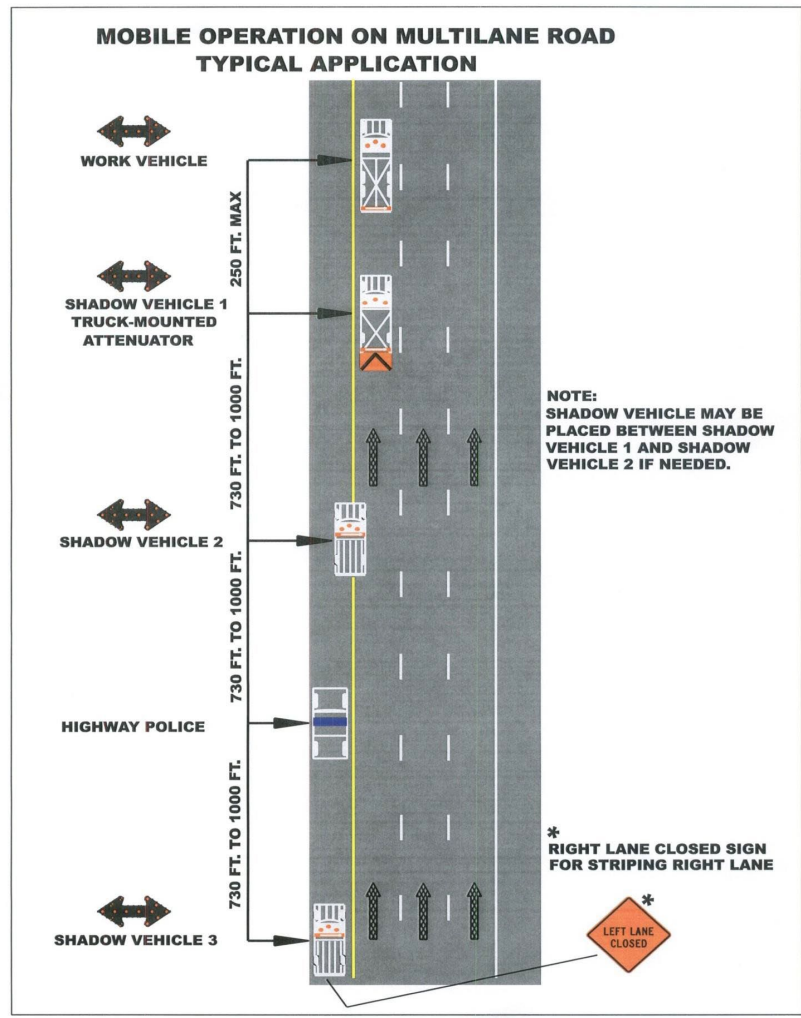 MOBILE OPERATION ON MULTILANE ROAD
TYPICAL APPLICATION
WORK VEHICLE
250 FT. MAX
SHADOW VEHICLE 1
TRUCK-MOUNTED
ATTENUATOR
730 FT. TO 1000 FT.
NOTE:
SHADOW VEHICLE MAY BE
PLACED BETWEEN SHADOW
VEHICLE 1 AND SHADOW
VEHICLE 2 IF NEEDED.
SHADOW VEHICLE 2
730 FT. TO 1000 FT.
HIGHWAY POLICE
730 FT. TO 1000 FT.
*
RIGHT LANE CLOSED SIGN
FOR STRIPING RIGHT LANE
SHADOW VEHICLE 3
*
LEFT LANE
CLOSED